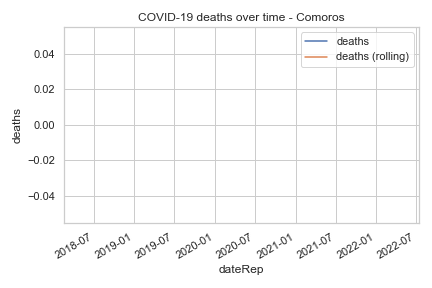 COVID-19 deaths over time - Comoros
deaths
deaths (rolling)
0.04
0.02
0.00
−0.02
−0.04
deaths
2018-07
2019-01
2019-07
2020-01
2020-07
2021-01
2021-07
2022-01
2022-07
dateRep